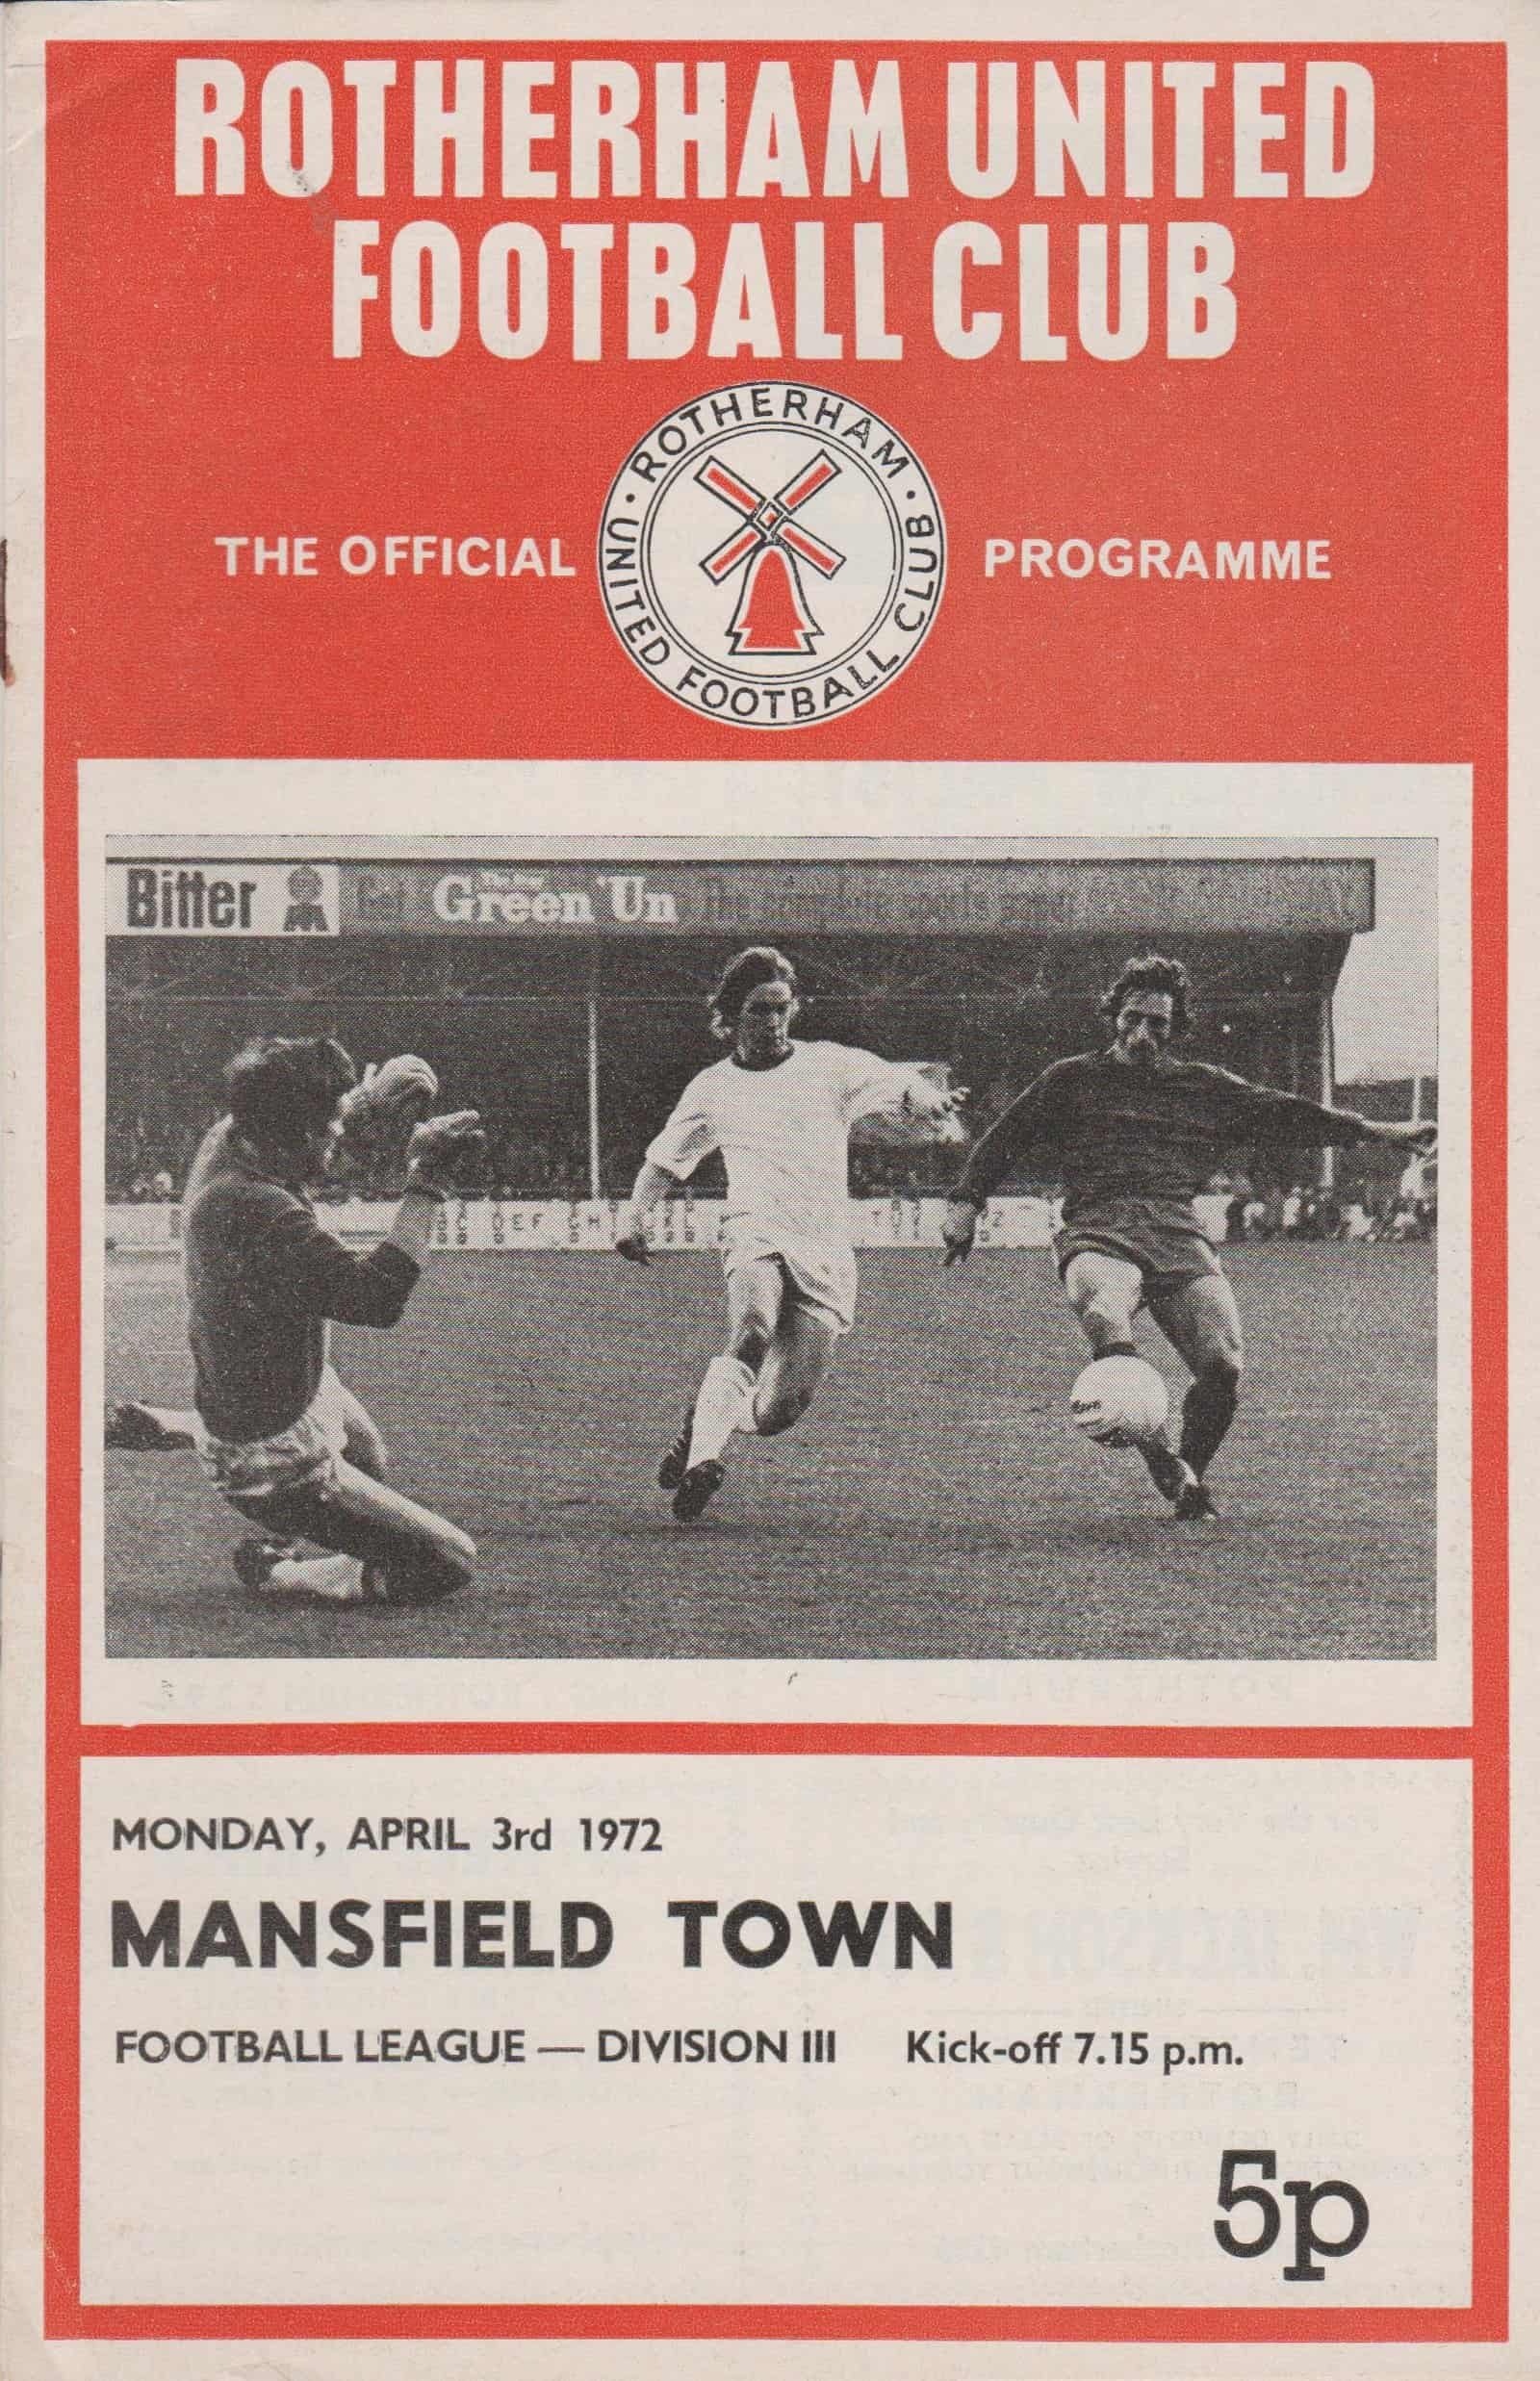 ROTHERHAM UNITED
FOOTBALL CLUB
ROTHERHAM
UNITED FOOTBALL CLUB
THE OFFICIAL PROGRAMME
Bitter
Green 'Un
MONDAY, APRIL 3rd 1972
MANSFIELD TOWN
FOOTBALL LEAGUE — DIVISION III Kick-off 7.15 p.m.
5p